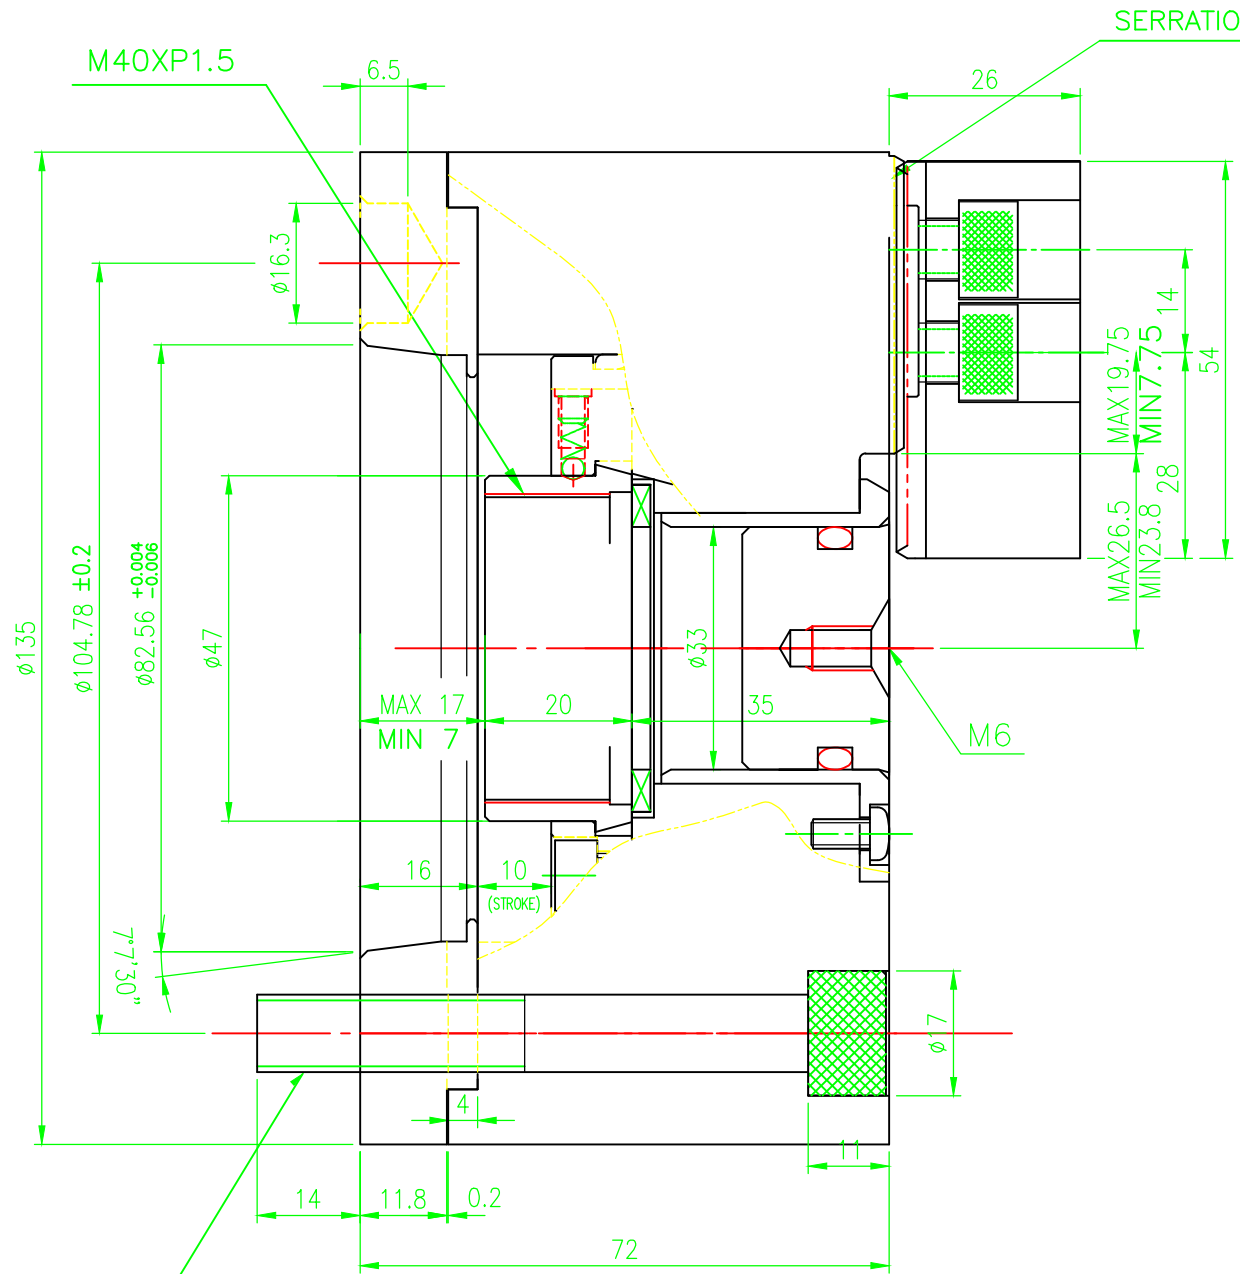 SERRATIO
M40XP1.5
6.5
26
ø16.3
14
MAX19.75
MIN7.75
54
28
MAX26.5
MIN23.8
ø135
ø104.78 ±0.2
ø82.56 +0.004
-0.006
ø47
ø33
MAX 17
MIN 7
20
35
M6
16
10
(STROKE)
7°7'30"
ø17
4
11
14
11.8
0.2
72